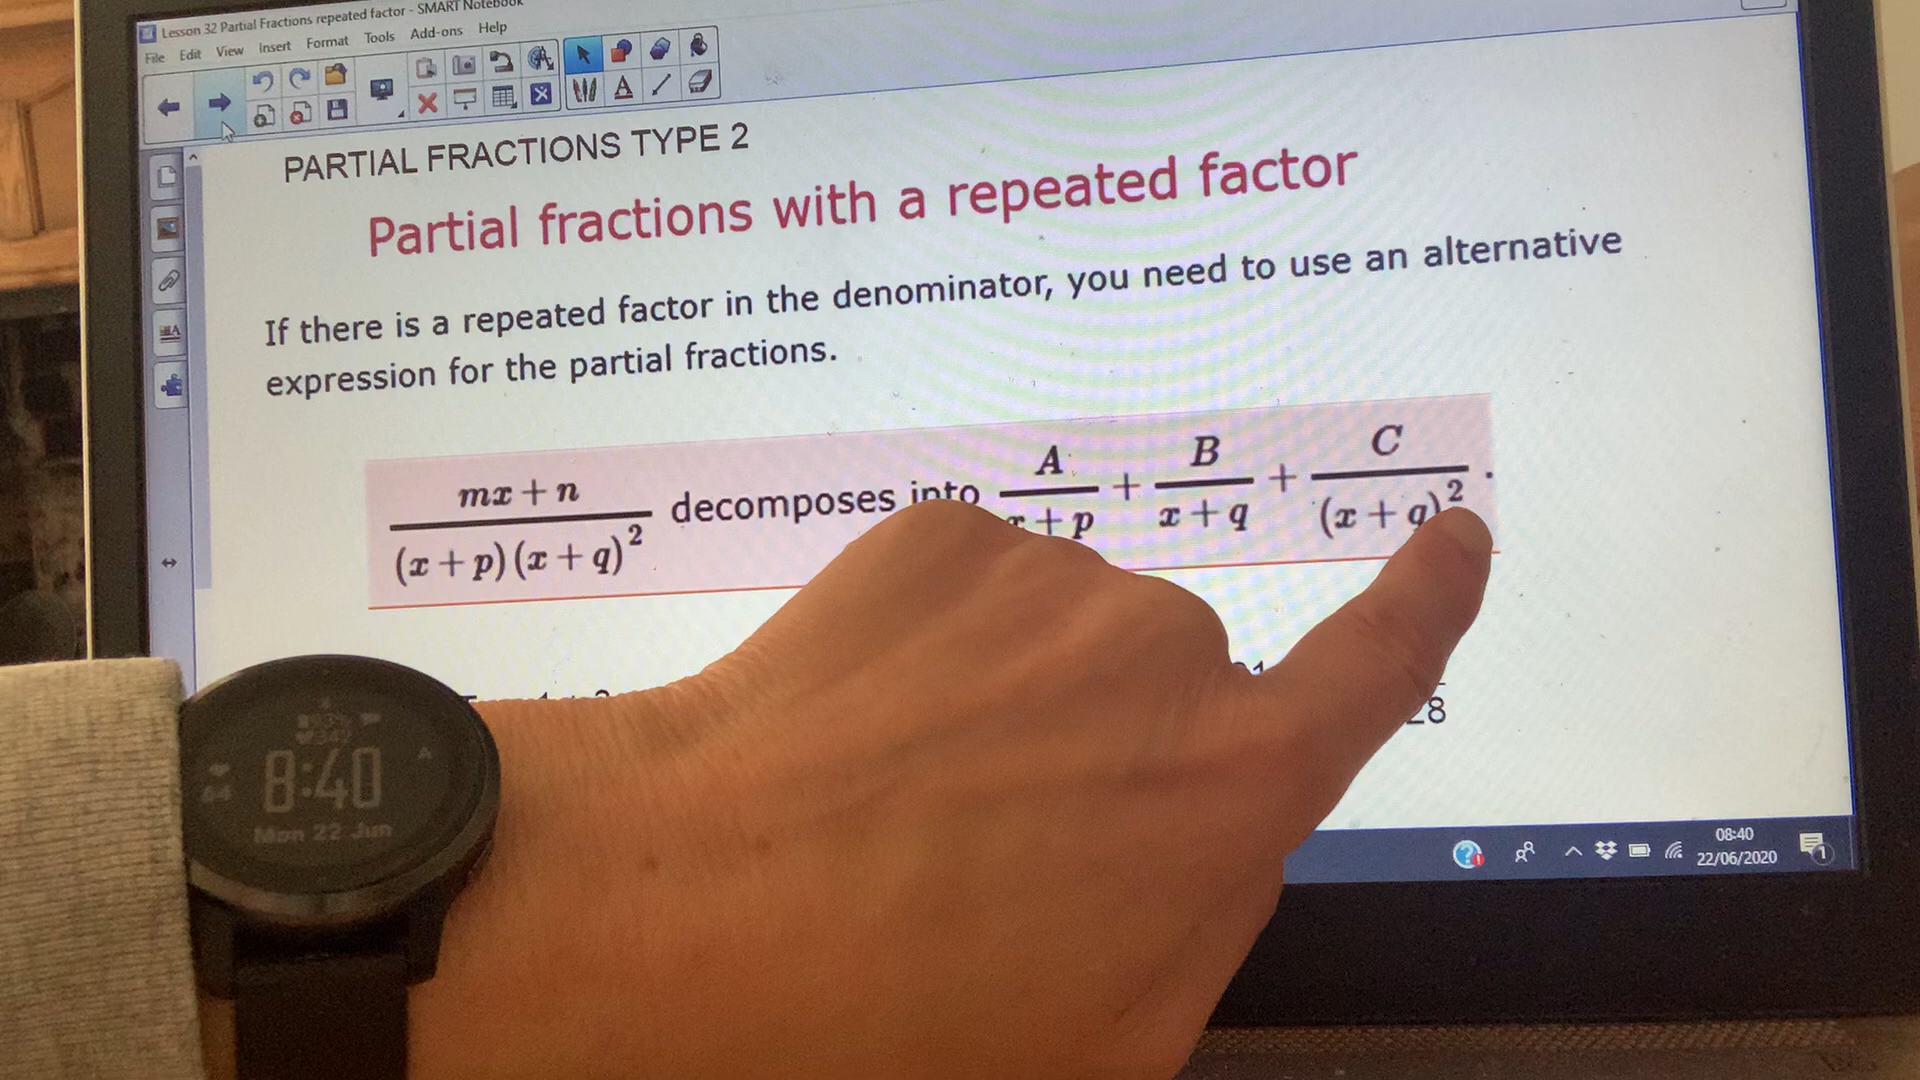 Lesson 32 Partial Fractions repeated factor - SMART Notebook
File Edit View Insert Format Tools Add-ons Help
PARTIAL FRACTIONS TYPE 2
Partial fractions with a repeated factor
If there is a repeated factor in the denominator, you need to use an alternative
expression for the partial fractions.
mx + n
(x + p)(x + q)²
decomposes into
A
x + p
+
B
x + q
+
C
(x + q)²
.
28
8:40
Mon 22 Jun
08:40
22/06/2020
1